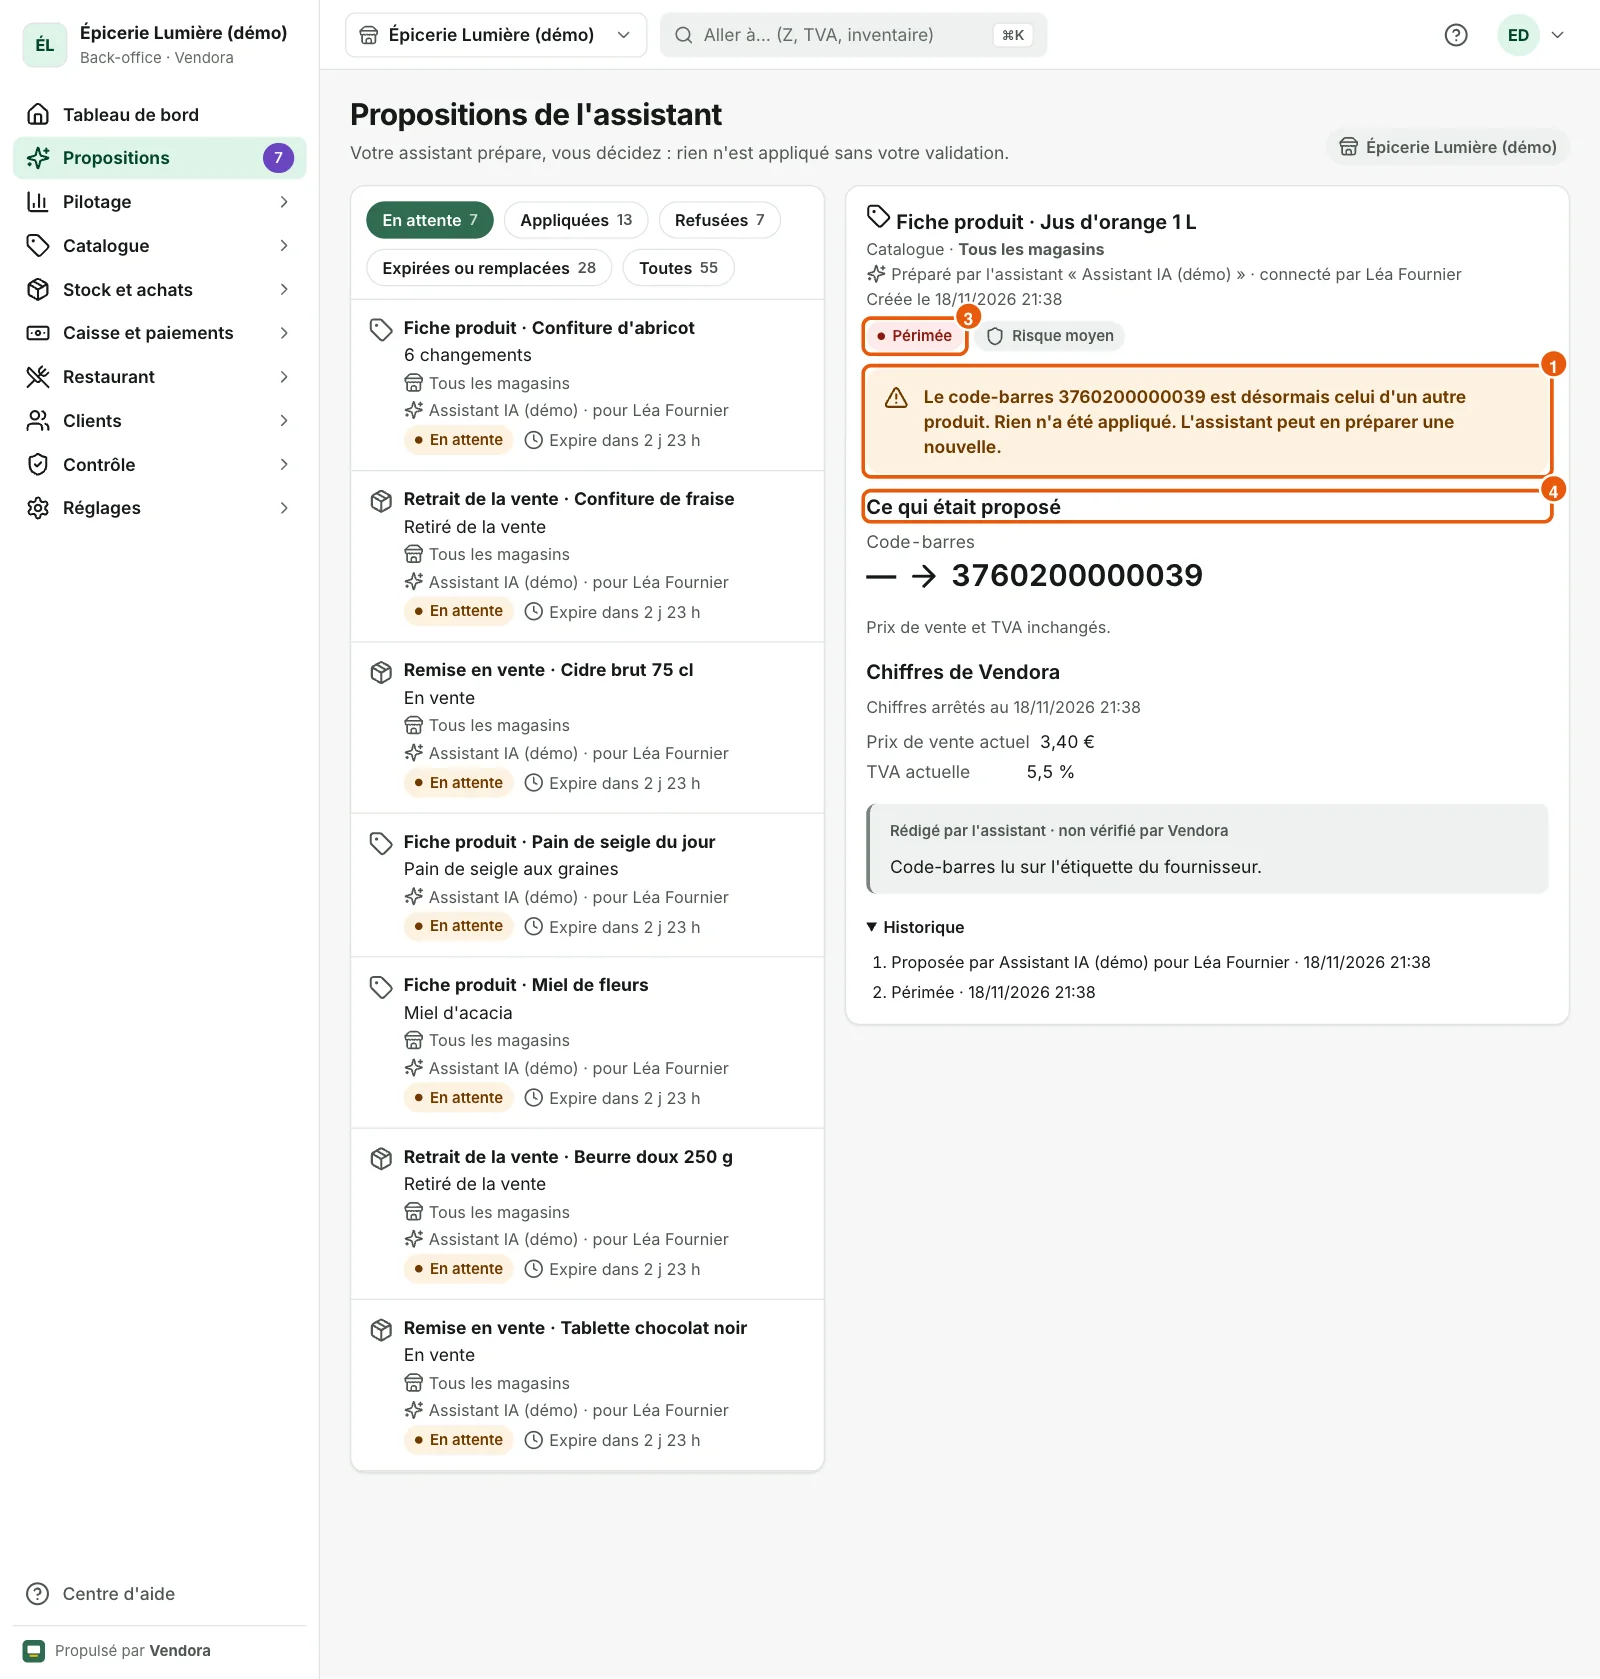 ÉL
Épicerie Lumière (démo)
Back-office · Vendora
Tableau de bord
Propositions
7
Pilotage
Catalogue
Stock et achats
Caisse et paiements
Restaurant
Clients
Contrôle
Réglages
Centre d'aide
Propulsé par Vendora
Épicerie Lumière (démo)
Aller à... (Z, TVA, inventaire)
⌘K
ED
Propositions de l'assistant
Votre assistant prépare, vous décidez : rien n'est appliqué sans votre validation.
Épicerie Lumière (démo)
En attente 7
Appliquées 13
Refusées 7
Expirées ou remplacées 28
Toutes 55
Fiche produit · Confiture d'abricot
6 changements
Tous les magasins
Assistant IA (démo) · pour Léa Fournier
En attente
Expire dans 2 j 23 h
Retrait de la vente · Confiture de fraise
Retiré de la vente
Tous les magasins
Assistant IA (démo) · pour Léa Fournier
En attente
Expire dans 2 j 23 h
Remise en vente · Cidre brut 75 cl
En vente
Tous les magasins
Assistant IA (démo) · pour Léa Fournier
En attente
Expire dans 2 j 23 h
Fiche produit · Pain de seigle du jour
Pain de seigle aux graines
Assistant IA (démo) · pour Léa Fournier
En attente
Expire dans 2 j 23 h
Fiche produit · Miel de fleurs
Miel d'acacia
Tous les magasins
Assistant IA (démo) · pour Léa Fournier
En attente
Expire dans 2 j 23 h
Retrait de la vente · Beurre doux 250 g
Retiré de la vente
Tous les magasins
Assistant IA (démo) · pour Léa Fournier
En attente
Expire dans 2 j 23 h
Remise en vente · Tablette chocolat noir
En vente
Tous les magasins
Assistant IA (démo) · pour Léa Fournier
En attente
Expire dans 2 j 23 h
Fiche produit · Jus d'orange 1 L
Catalogue · Tous les magasins
Préparé par l'assistant « Assistant IA (démo) » · connecté par Léa Fournier
Créée le 18/11/2026 21:38
3
Périmée
Risque moyen
1
Le code-barres 3760200000039 est désormais celui d'un autre
produit. Rien n'a été appliqué. L'assistant peut en préparer une
nouvelle.
4
Ce qui était proposé
Code-barres
— → 3760200000039
Prix de vente et TVA inchangés.
Chiffres de Vendora
Chiffres arrêtés au 18/11/2026 21:38
Prix de vente actuel 3,40 €
TVA actuelle 5,5 %
Rédigé par l'assistant · non vérifié par Vendora
Code-barres lu sur l'étiquette du fournisseur.
Historique
1. Proposée par Assistant IA (démo) pour Léa Fournier · 18/11/2026 21:38
2. Périmée · 18/11/2026 21:38